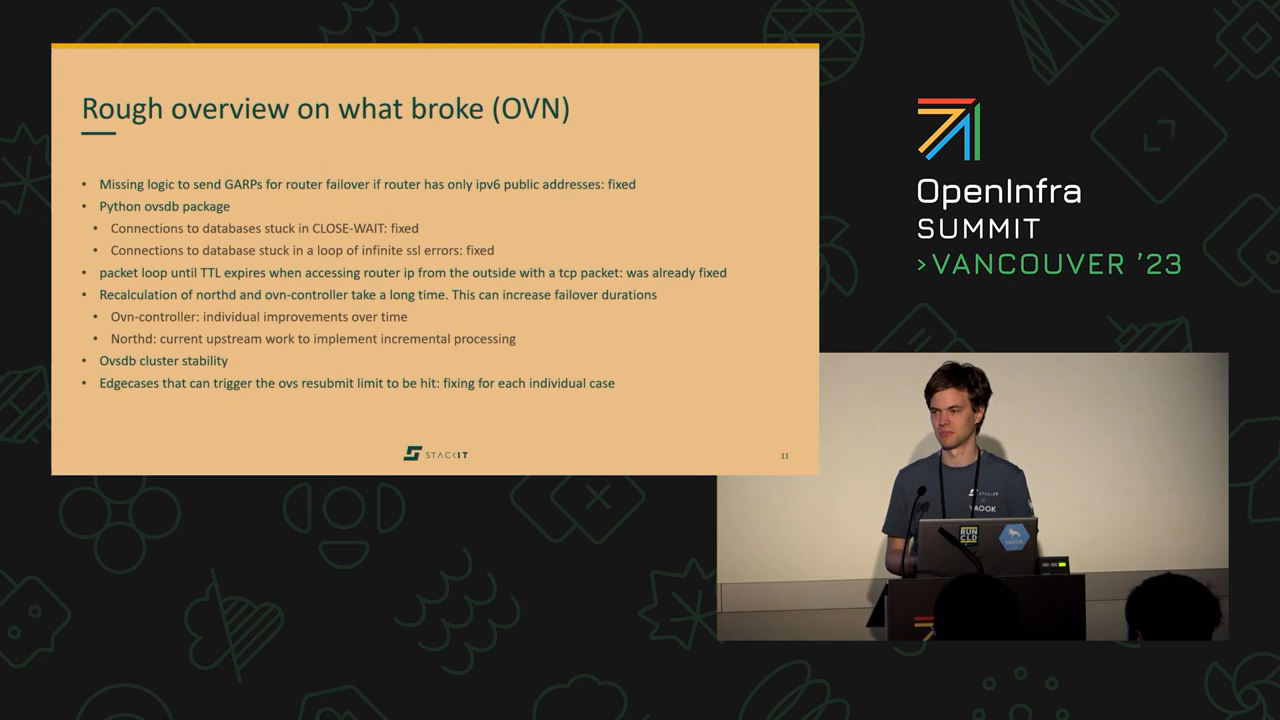 Rough overview on what broke (OVN)
• Missing logic to send GARPs for router failover if router has only ipv6 public addresses: fixed
• Python ovsdb package
• Connections to databases stuck in CLOSE-WAIT: fixed
• Connections to database stuck in a loop of infinite ssl errors: fixed
• packet loop until TTL expires when accessing router ip from the outside with a tcp packet: was already fixed
• Recalculation of northd and ovn-controller take a long time. This can increase failover durations
• Ovn-controller: individual improvements over time
• Northd: current upstream work to implement incremental processing
• Ovsdb cluster stability
• Edgecases that can trigger the ovs resubmit limit to be hit: fixing for each individual case
STACKIT
11
OpenInfra
SUMMIT
>VANCOUVER '23
STACKIT
X
YAOOK
RUN
CLD
YAOOK